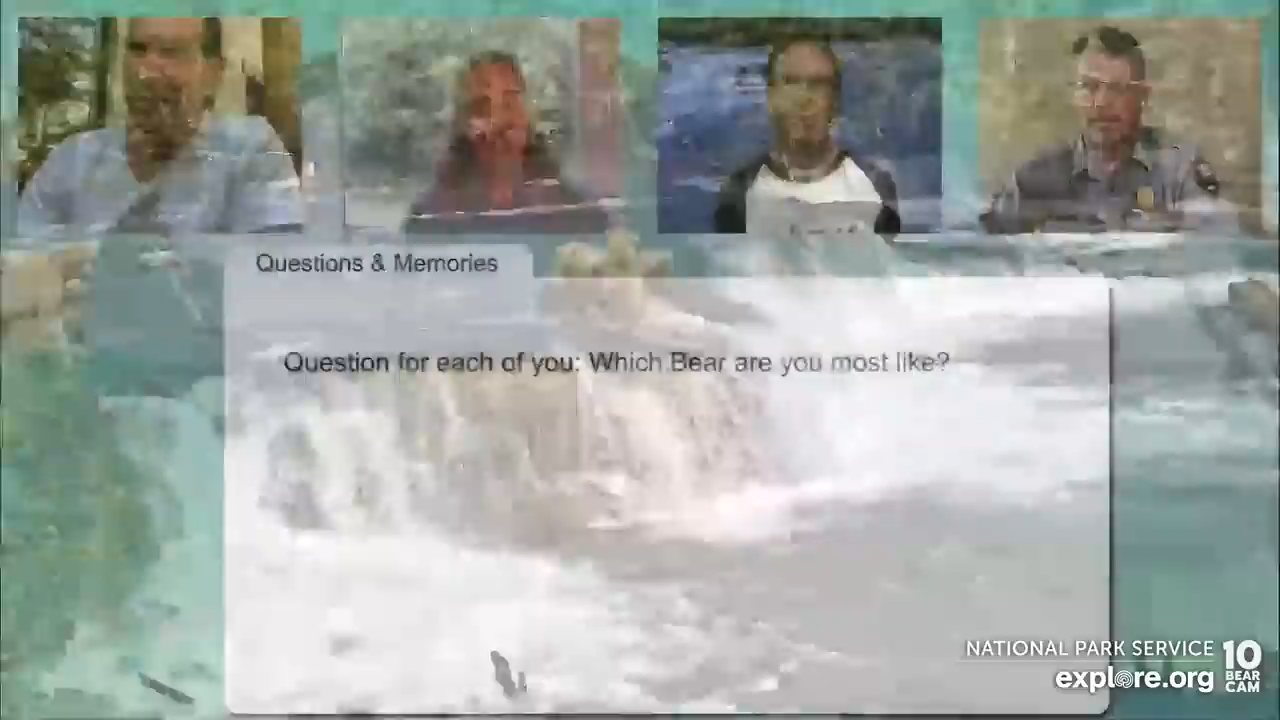 Questions & Memories
Question for each of you: Which Bear are you most like?
NATIONAL PARK SERVICE
explore.org
10
BEAR
CAM